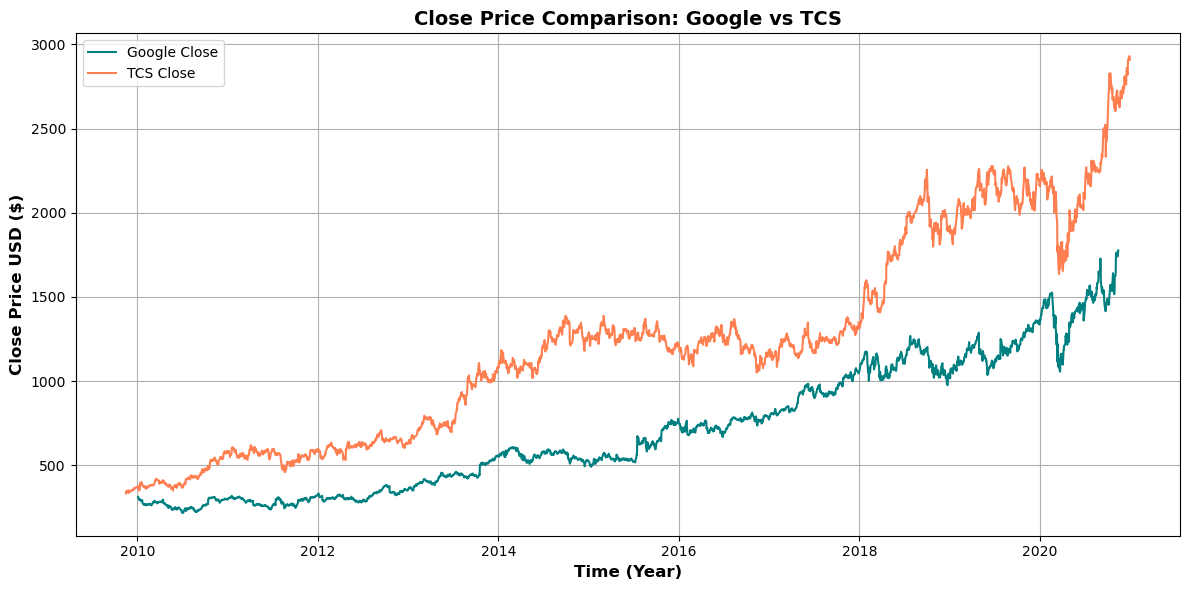 Close Price Comparison: Google vs TCS
Google Close
TCS Close
Close Price USD ($)
3000
2500
2000
1500
1000
500
2010
2012
2014
2016
2018
2020
Time (Year)